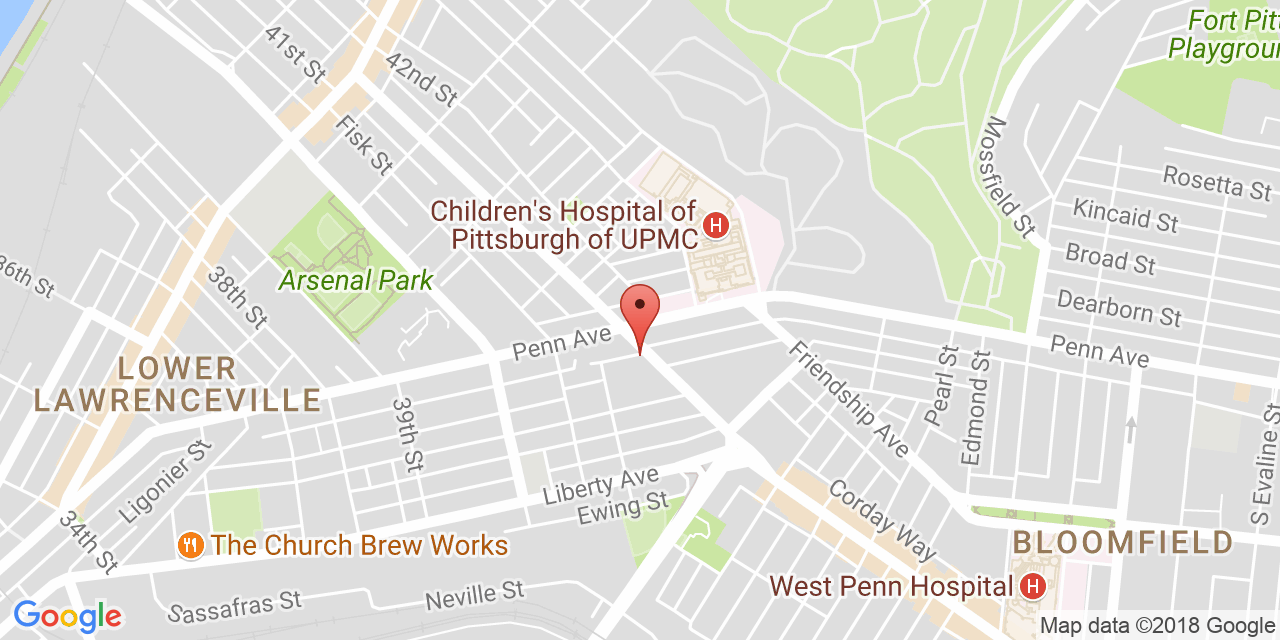 Fort Pitt
Playground
41st St
42nd St
Fisk St
Mossfield St
Rosetta St
Kincaid St
Children's Hospital of
Pittsburgh of UPMC
H
Broad St
36th St
38th St
Arsenal Park
Dearborn St
Penn Ave
Penn Ave
LOWER
LAWRENCEVILLE
Friendship Ave
Pearl St
Edmond St
39th St
S Evaline St
Ligonier St
Liberty Ave
Ewing St
34th St
The Church Brew Works
Corday Way
BLOOMFIELD
West Penn Hospital
H
Sassafras St
Neville St
Google
Map data ©2018 Google